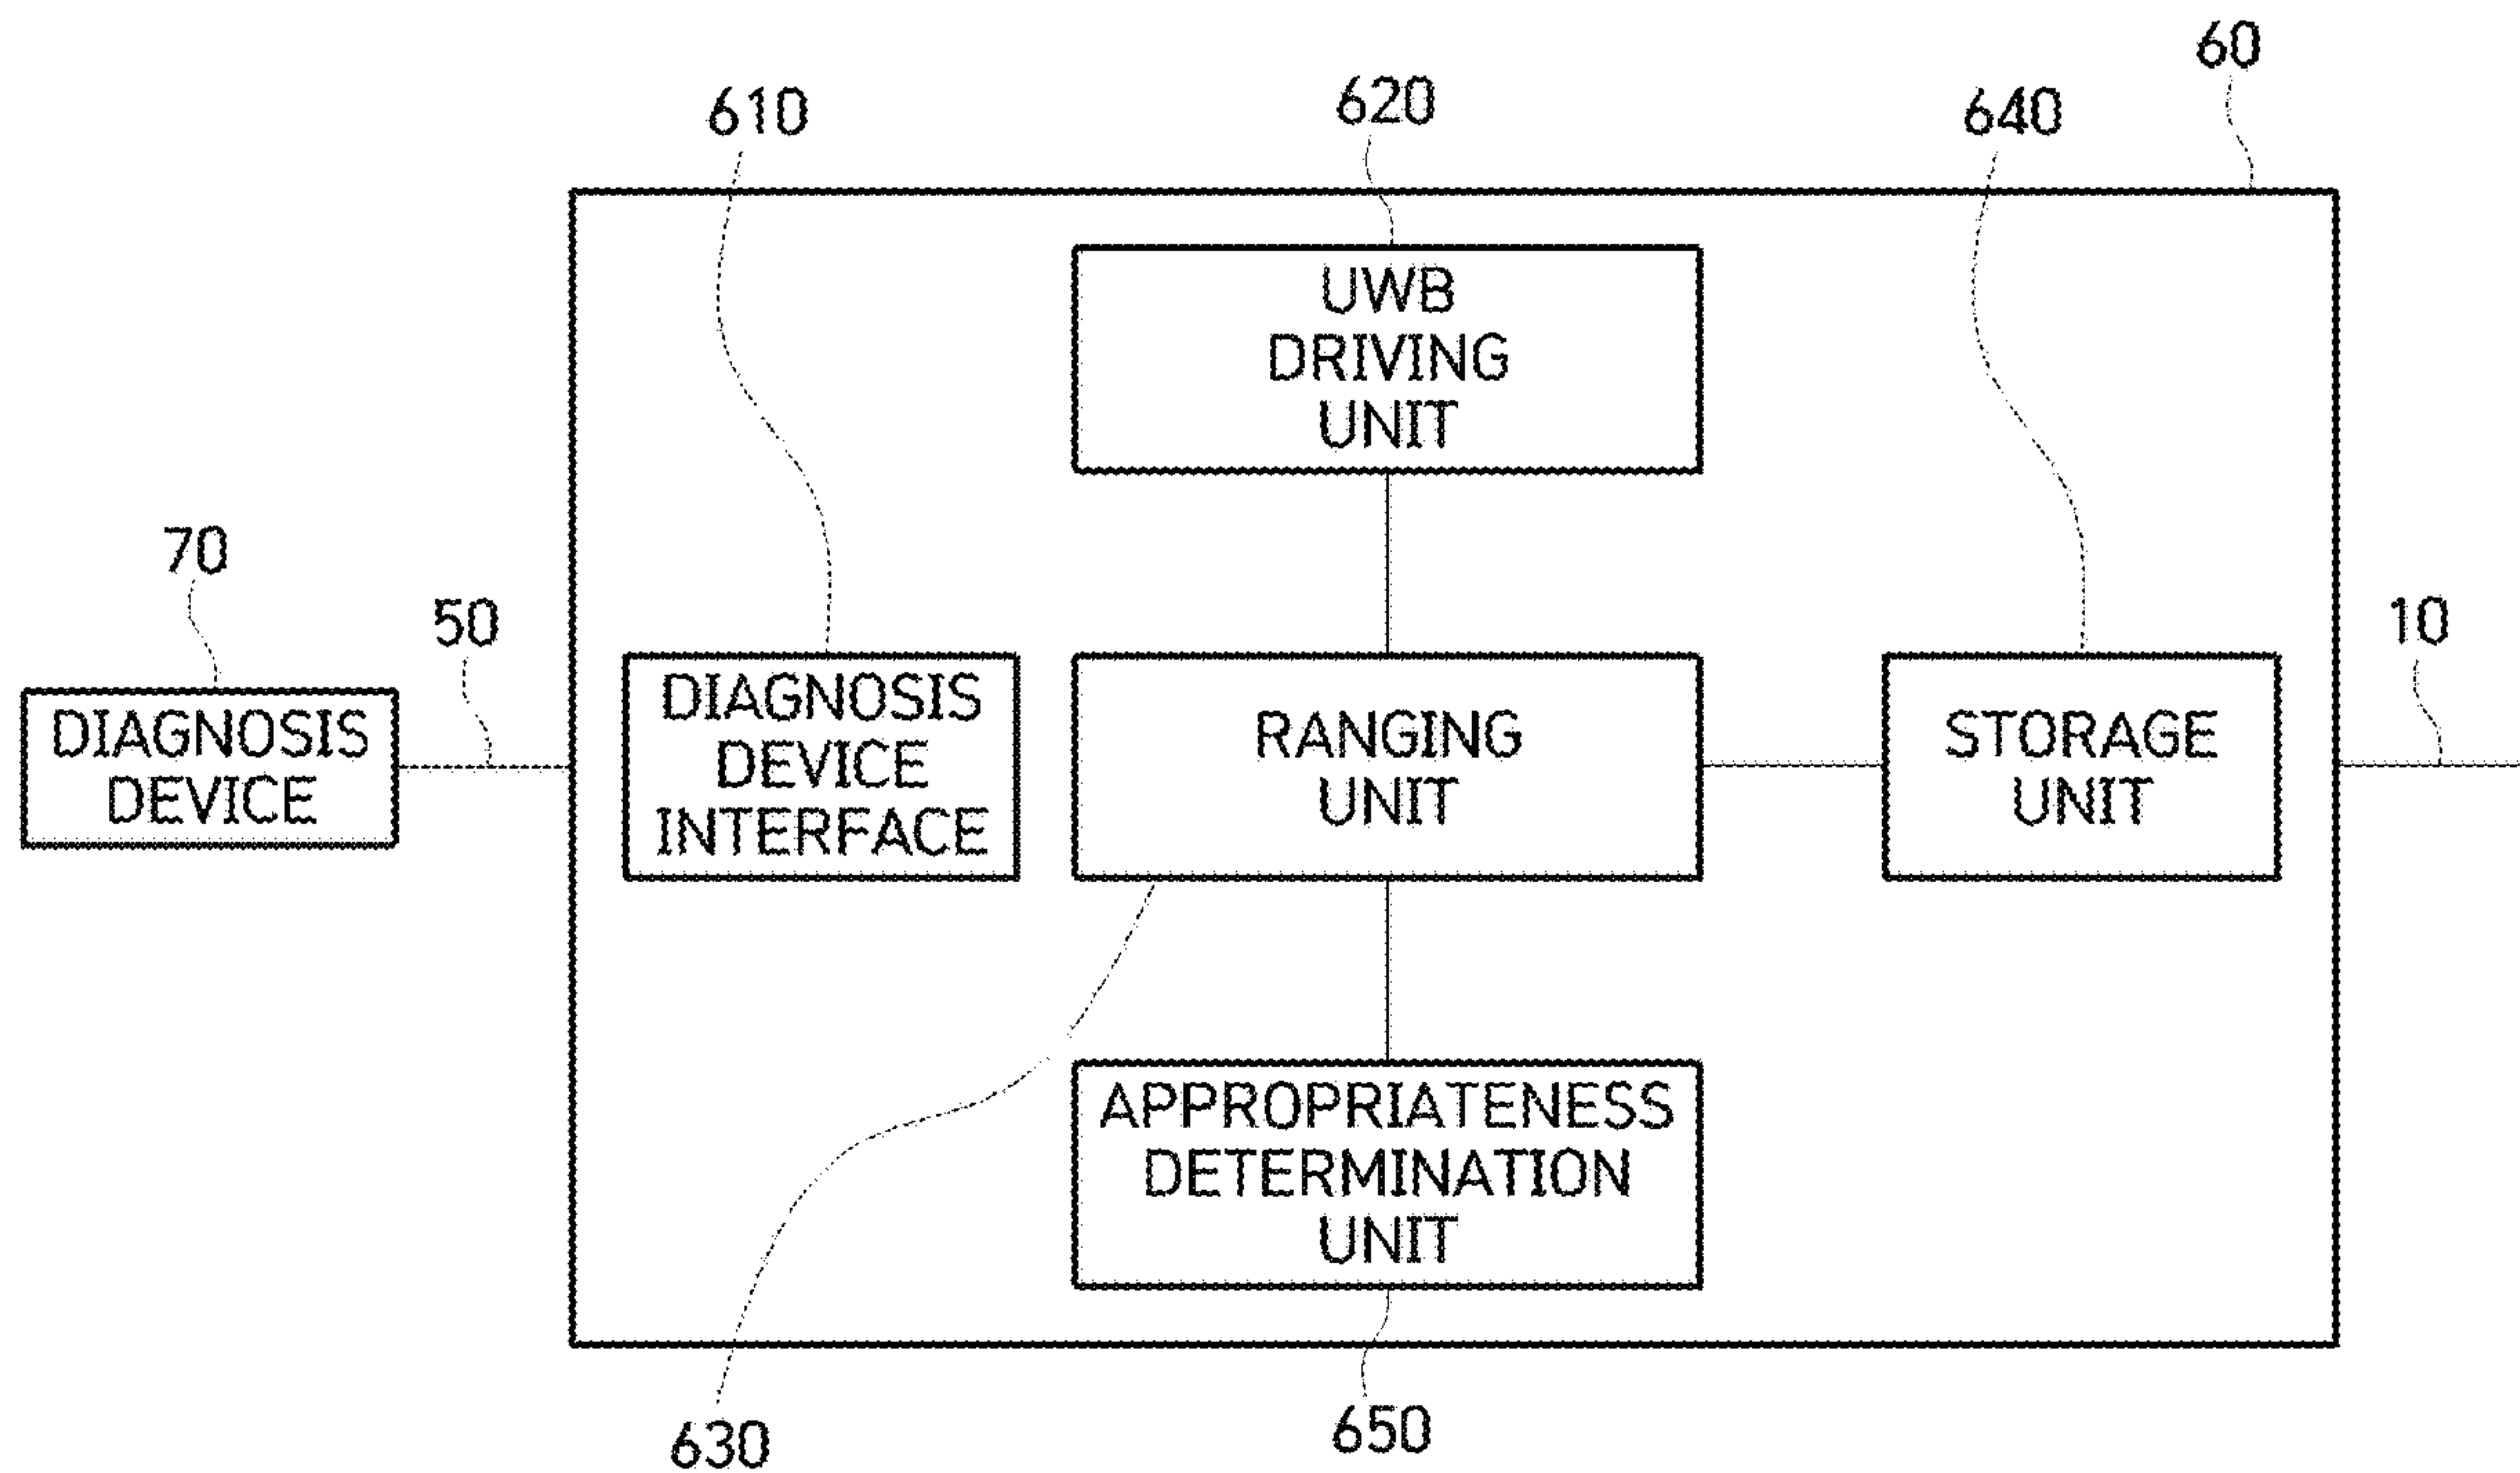 60
610
620
640
UWB
DRIVING
UNIT
70
50
10
DIAGNOSIS
DEVICE
DIAGNOSIS
DEVICE
INTERFACE
RANGING
UNIT
STORAGE
UNIT
APPROPRIATENESS
DETERMINATION
UNIT
630
650